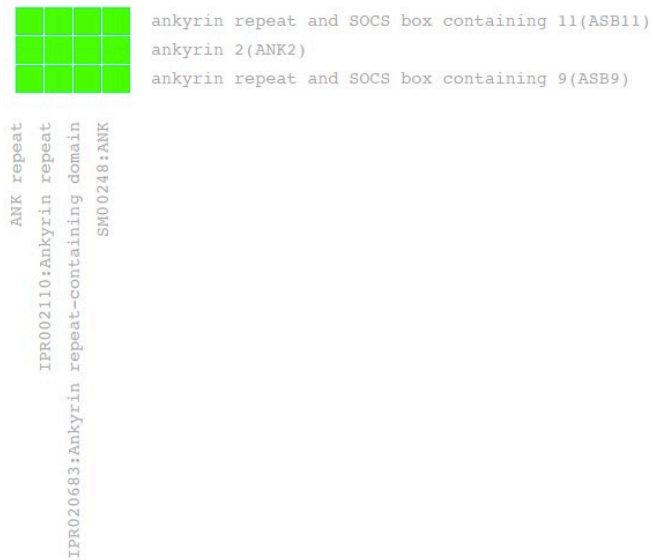 ankyrin repeat and SOCS box containing 11(ASB11)
ankyrin 2(ANK2)
ankyrin repeat and SOCS box containing 9(ASB9)
ANK repeat
IPR002110:Ankyrin repeat
IPR020683:Ankyrin repeat-containing domain
SM00248:ANK